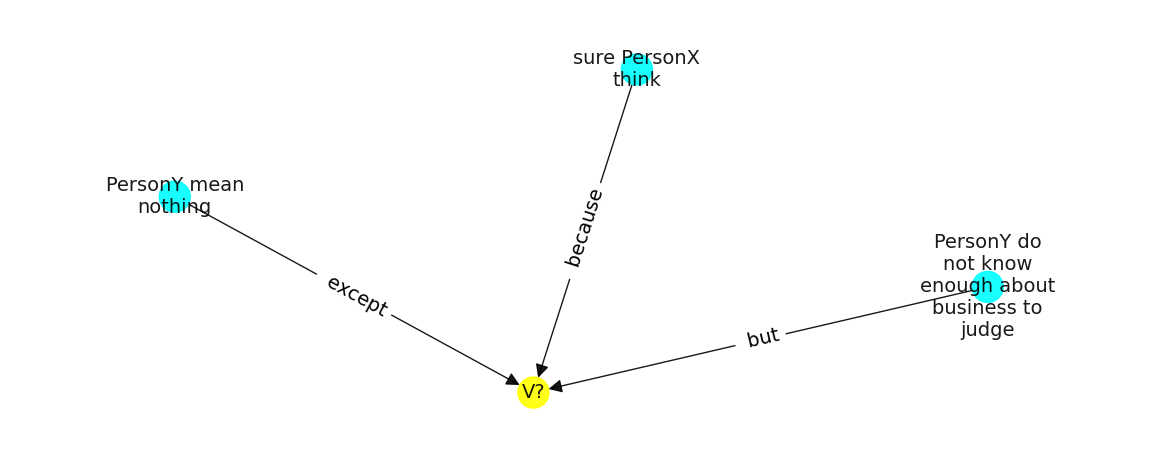 sure PersonX
think
PersonY mean
nothing
because
PersonY do
not know
enough about
business to
judge
except
but
V?